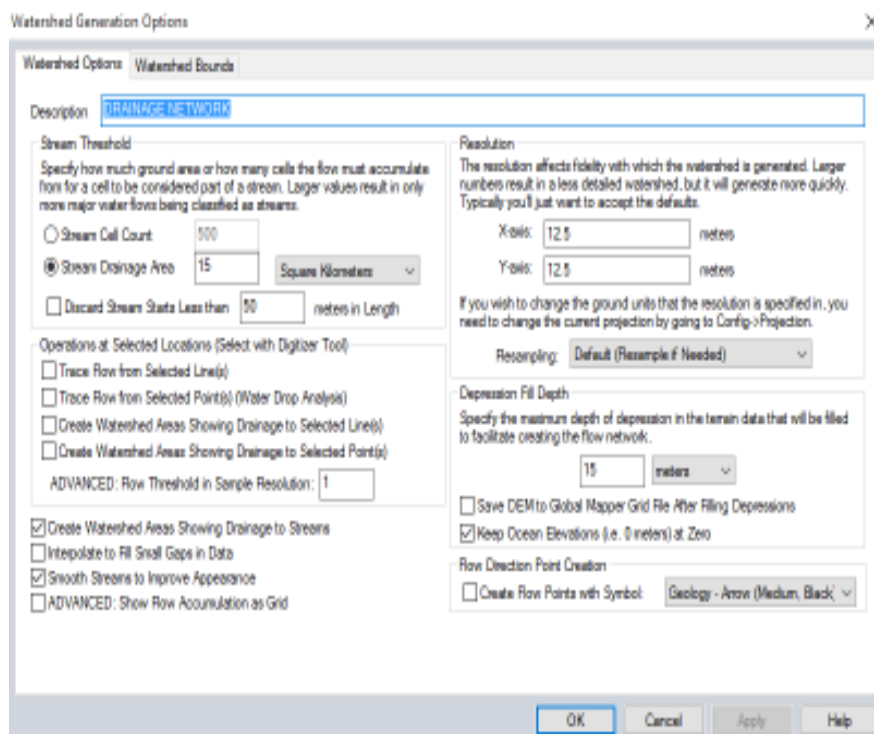 Watershed Generation Options
Watershed Options
Watershed Bounds
Description
DRAINAGE NETWORK
Stream Threshold
Specify how much ground area or how many cells the flow must accumulate
from for a cell to be considered part of a stream. Larger values result in only
more major water flows being classified as streams.
Stream Cell Count 500
Stream Drainage Area 15 Square Kilometers
Discard Stream Starts Less than 50 meters in Length
Operations at Selected Locations (Select with Digitizer Tool)
Trace Flow from Selected Line(s)
Trace Flow from Selected Point(s) (Water Drop Analysis)
Create Watershed Areas Showing Drainage to Selected Line(s)
Create Watershed Areas Showing Drainage to Selected Point(s)
ADVANCED: Flow Threshold in Sample Resolution: 1
Create Watershed Areas Showing Drainage to Streams
Interpolate to Fill Small Gaps in Data
Smooth Streams to Improve Appearance
ADVANCED: Show Flow Accumulation as Grid
Resolution
The resolution affects fidelity with which the watershed is generated. Larger
numbers result in a less detailed watershed, but it will generate more quickly.
Typically you'll just want to accept the defaults.
X-axis: 12.5 meters
Y-axis: 12.5 meters
If you wish to change the ground units that the resolution is specified in, you
need to change the current projection by going to Config->Projection.
Resampling: Default (Resample if Needed)
Depression Fill Depth
Specify the maximum depth of depression in the terrain data that will be filled
to facilitate creating the flow network.
15 meters
Save DEM to Global Mapper Grid File After Filling Depressions
Keep Ocean Elevations (i.e. 0 meters) at Zero
Flow Direction Point Creation
Create Flow Points with Symbol: Geology - Arrow (Medium, Black)
OK
Cancel
Apply
Help